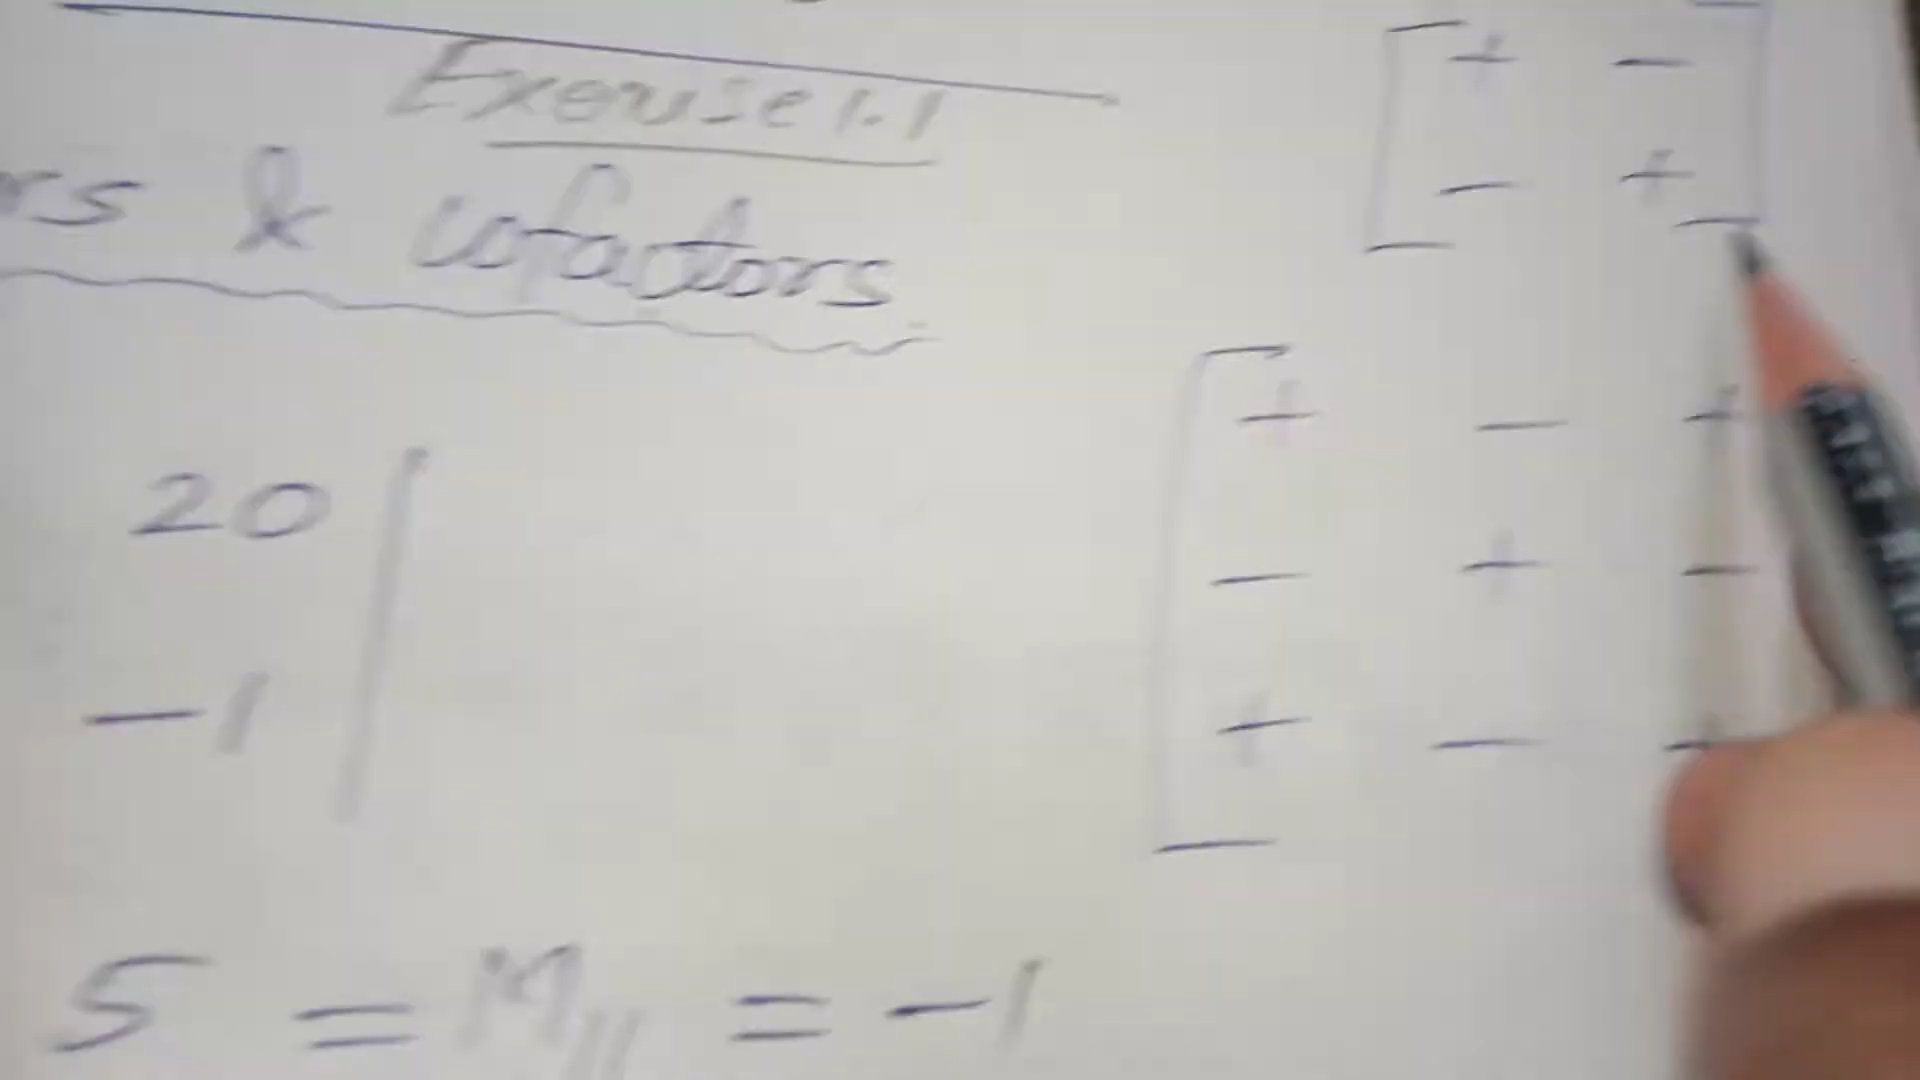 Exercise 1.1
rs & cofactors
+ -
- +
20
-1
+ - +
- + -
+ - +
5 = M11 = -1